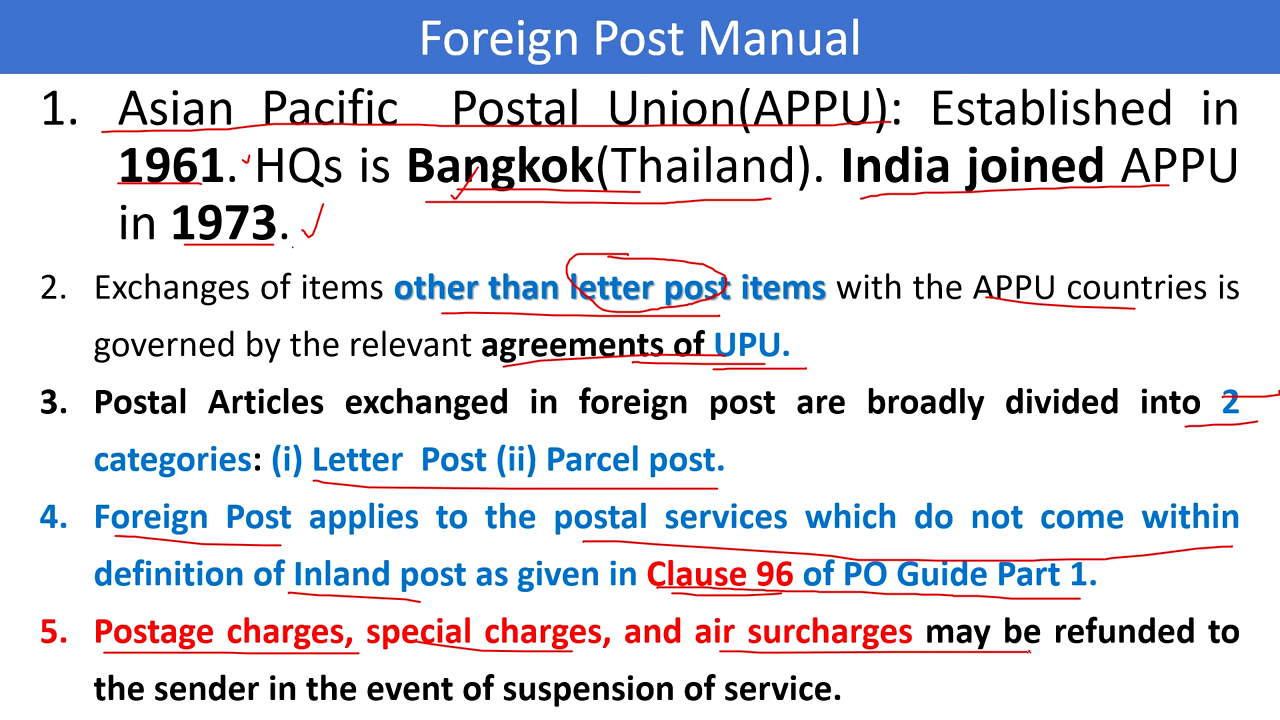 Foreign Post Manual
1. Asian Pacific Postal Union(APPU): Established in
1961. HQs is Bangkok(Thailand). India joined APPU
in 1973.
2. Exchanges of items other than letter post items with the APPU countries is
governed by the relevant agreements of UPU.
3. Postal Articles exchanged in foreign post are broadly divided into 2
categories: (i) Letter Post (ii) Parcel post.
4. Foreign Post applies to the postal services which do not come within
definition of Inland post as given in Clause 96 of PO Guide Part 1.
5. Postage charges, special charges, and air surcharges may be refunded to
the sender in the event of suspension of service.